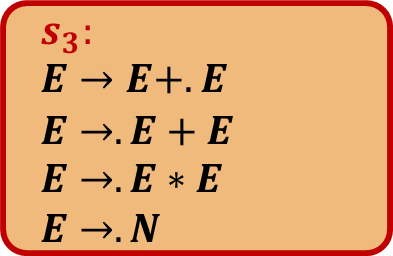 s₃:
E → E+. E
E →. E + E
E →. E ∗ E
E →. N